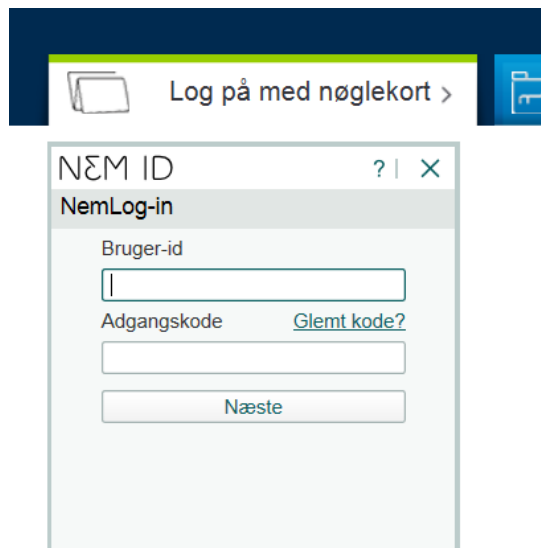 Log på med nøglekort >
NEM ID ? | ×
NemLog-in
Bruger-id
Adgangskode Glemt kode?
Næste